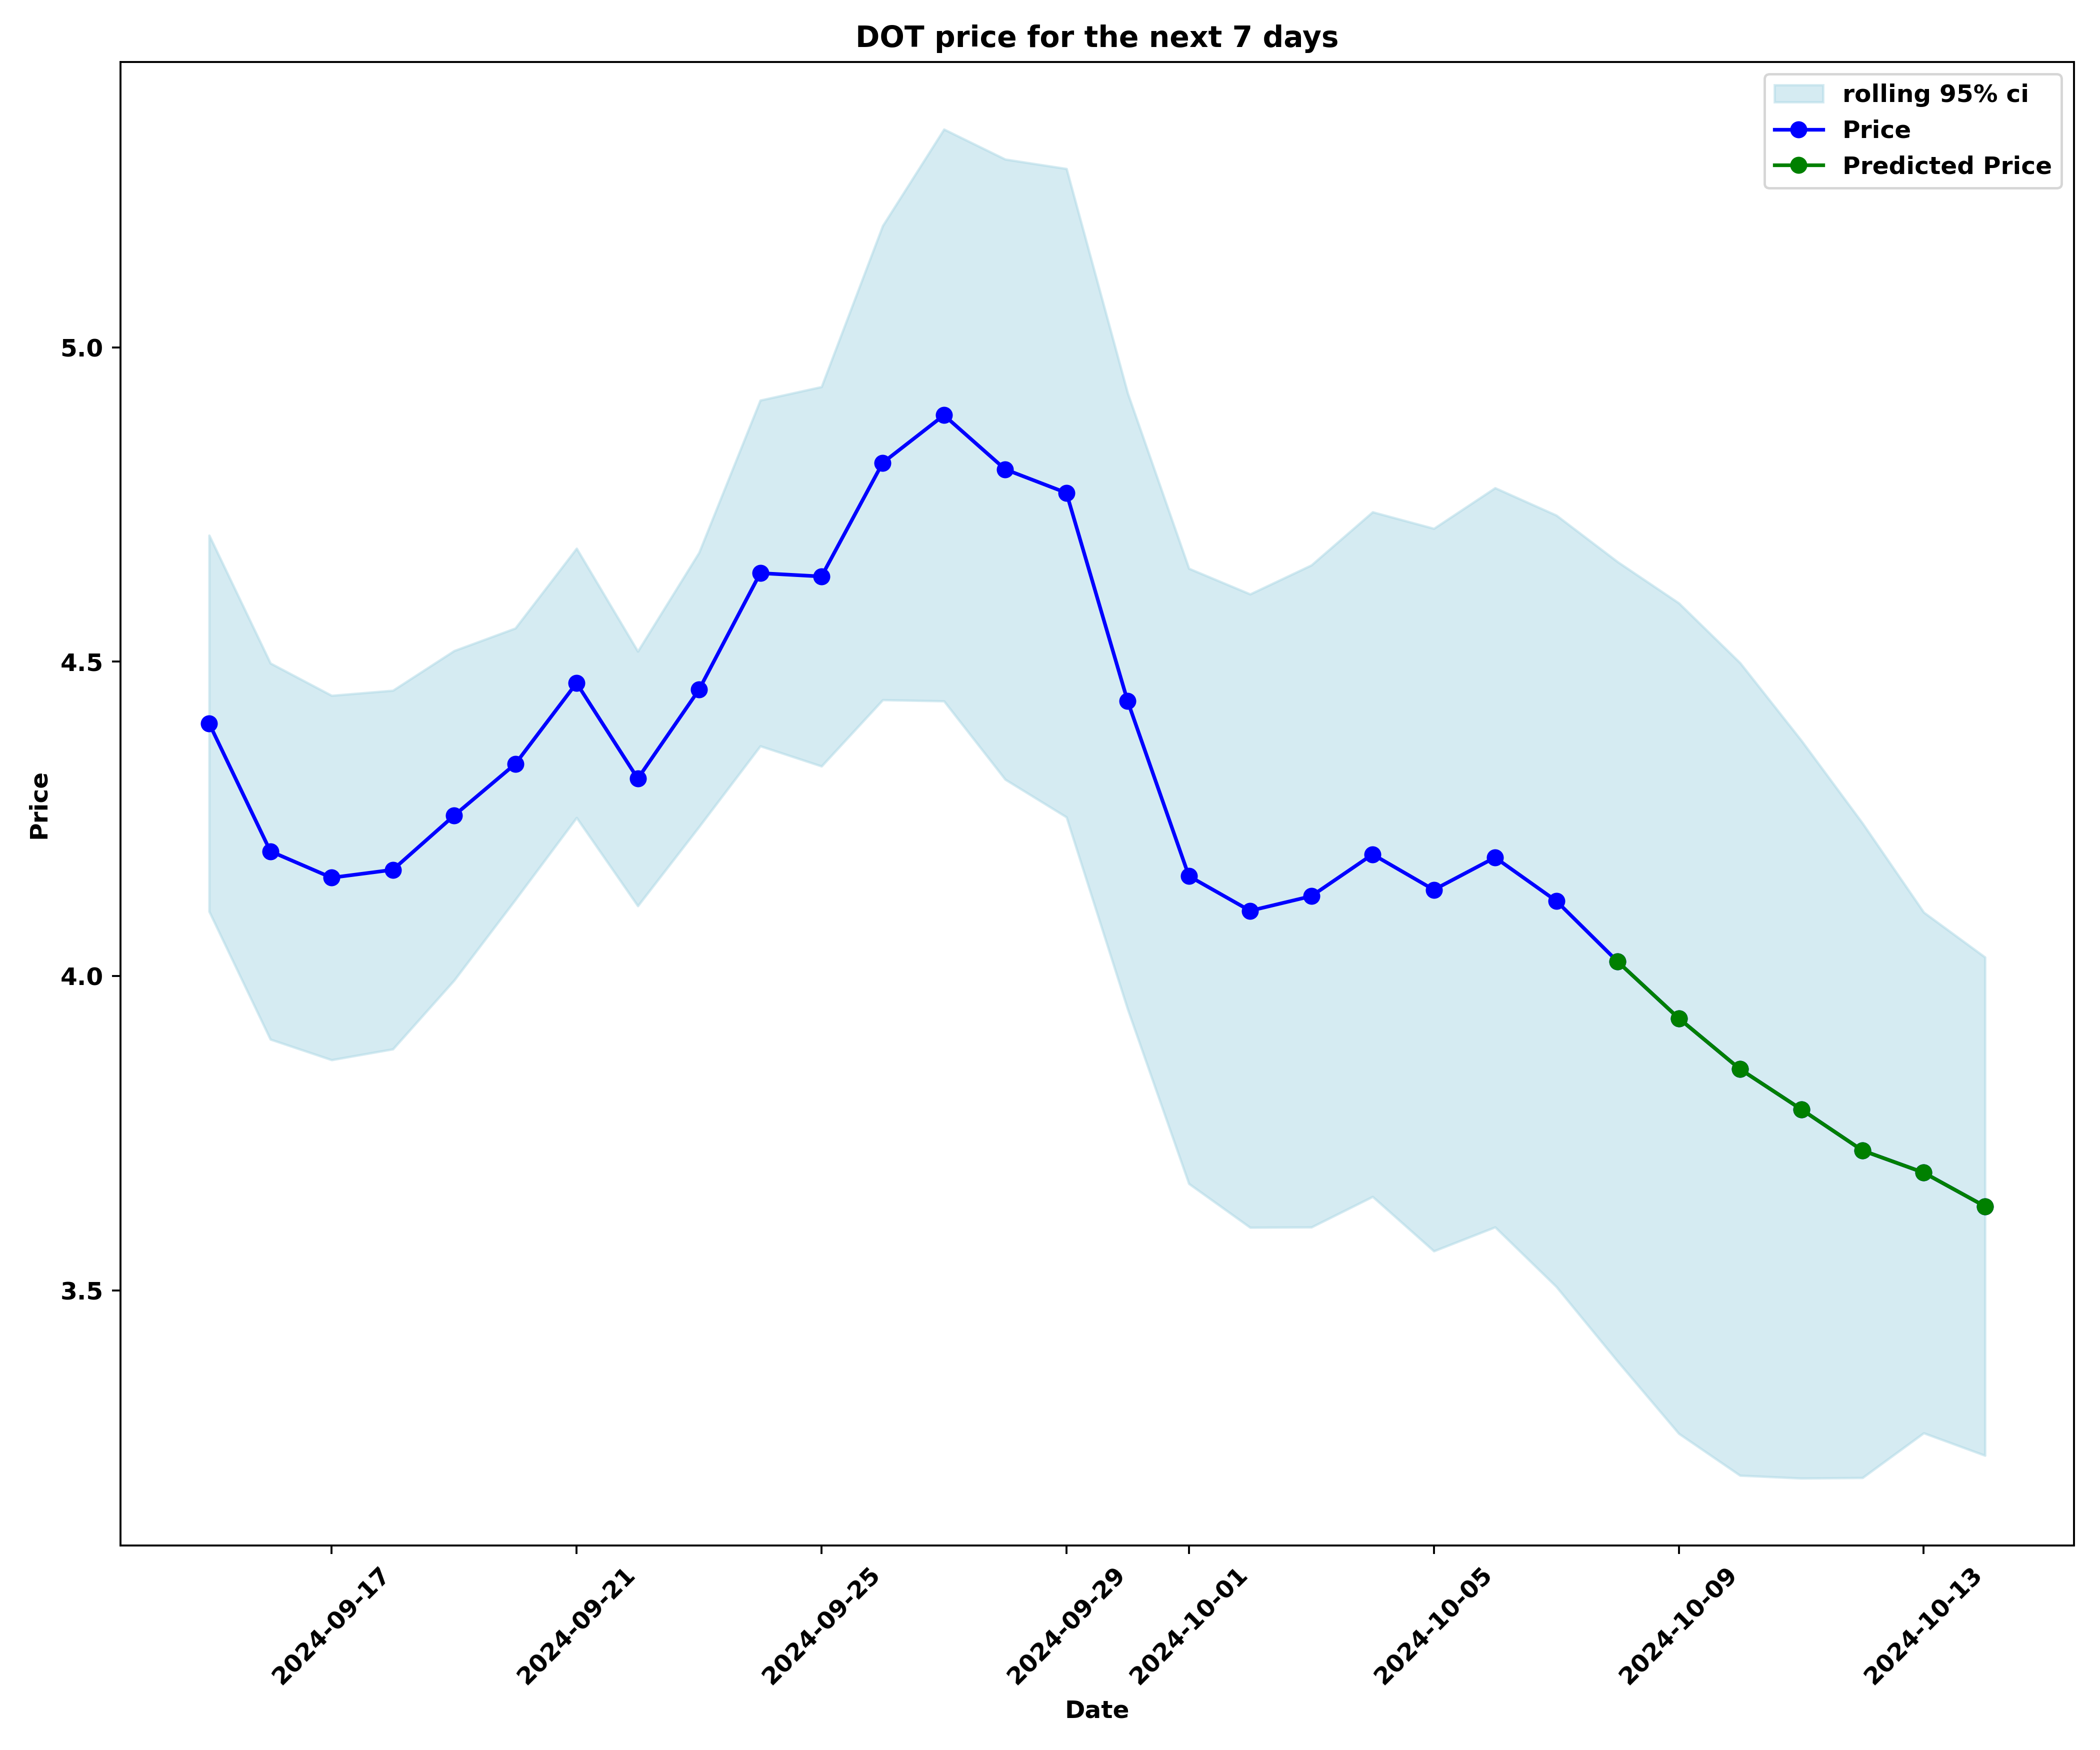 DOT price for the next 7 days
rolling 95% ci
Price
Predicted Price
5.0
4.5
4.0
3.5
Price
2024-09-17
2024-09-21
2024-09-25
2024-09-29
2024-10-01
2024-10-05
2024-10-09
2024-10-13
Date